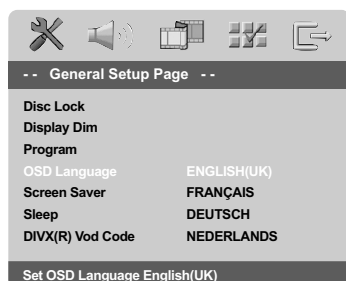 -- General Setup Page --
Disc Lock
Display Dim
Program
OSD Language ENGLISH(UK)
Screen Saver FRANÇAIS
Sleep DEUTSCH
DIVX(R) Vod Code NEDERLANDS
Set OSD Language English(UK)